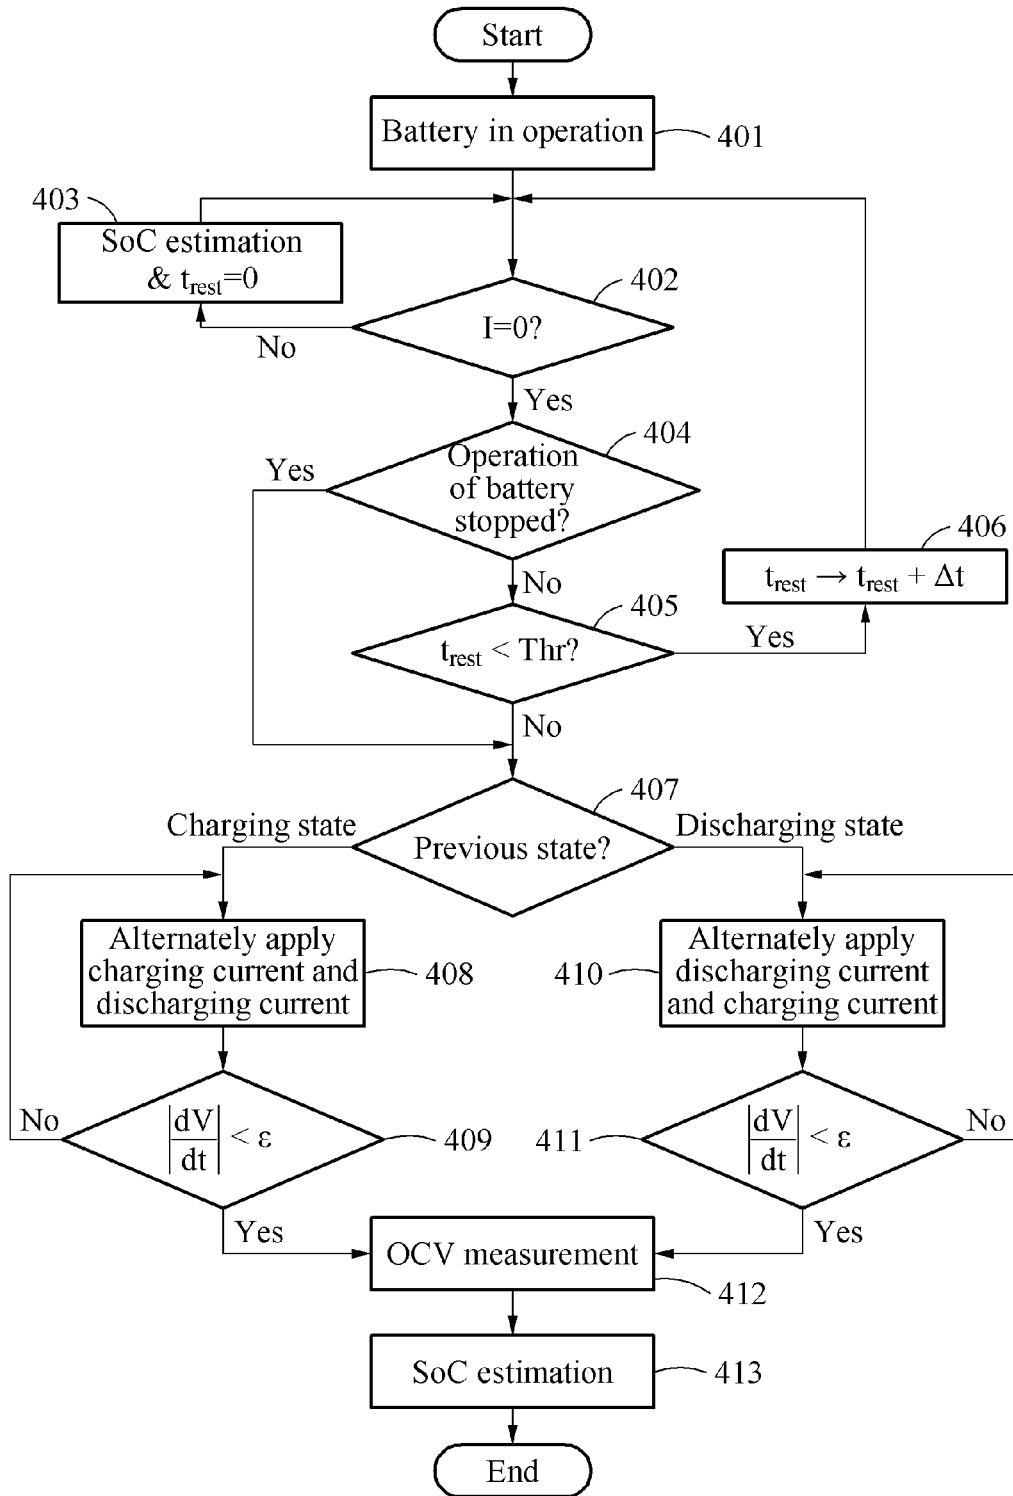 Start
Battery in operation
401
403
SoC estimation
& t_rest=0
402
I=0?
No
Yes
404
Operation
of battery
stopped?
Yes
No
406
t_rest → t_rest + Δt
405
t_rest < Thr?
Yes
No
407
Previous state?
Charging state
Discharging state
Alternately apply
charging current and
discharging current
408
410
Alternately apply
discharging current
and charging current
|dV/dt| < ε
No
409
411
|dV/dt| < ε
No
Yes
Yes
OCV measurement
412
SoC estimation
413
End